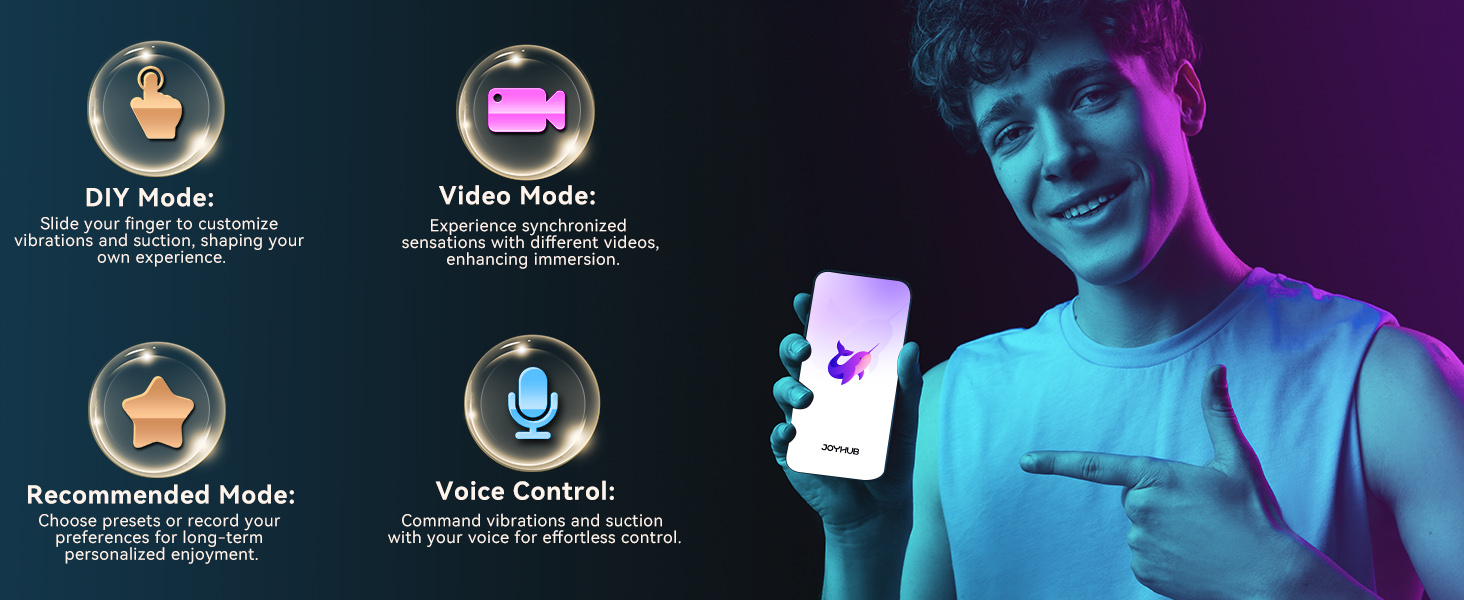 DIY Mode:
Slide your finger to customize
vibrations and suction, shaping your
own experience.
Video Mode:
Experience synchronized
sensations with different videos,
enhancing immersion.
Recommended Mode:
Choose presets or record your
preferences for long-term
personalized enjoyment.
Voice Control:
Command vibrations and suction
with your voice for effortless control.
JOYHUB